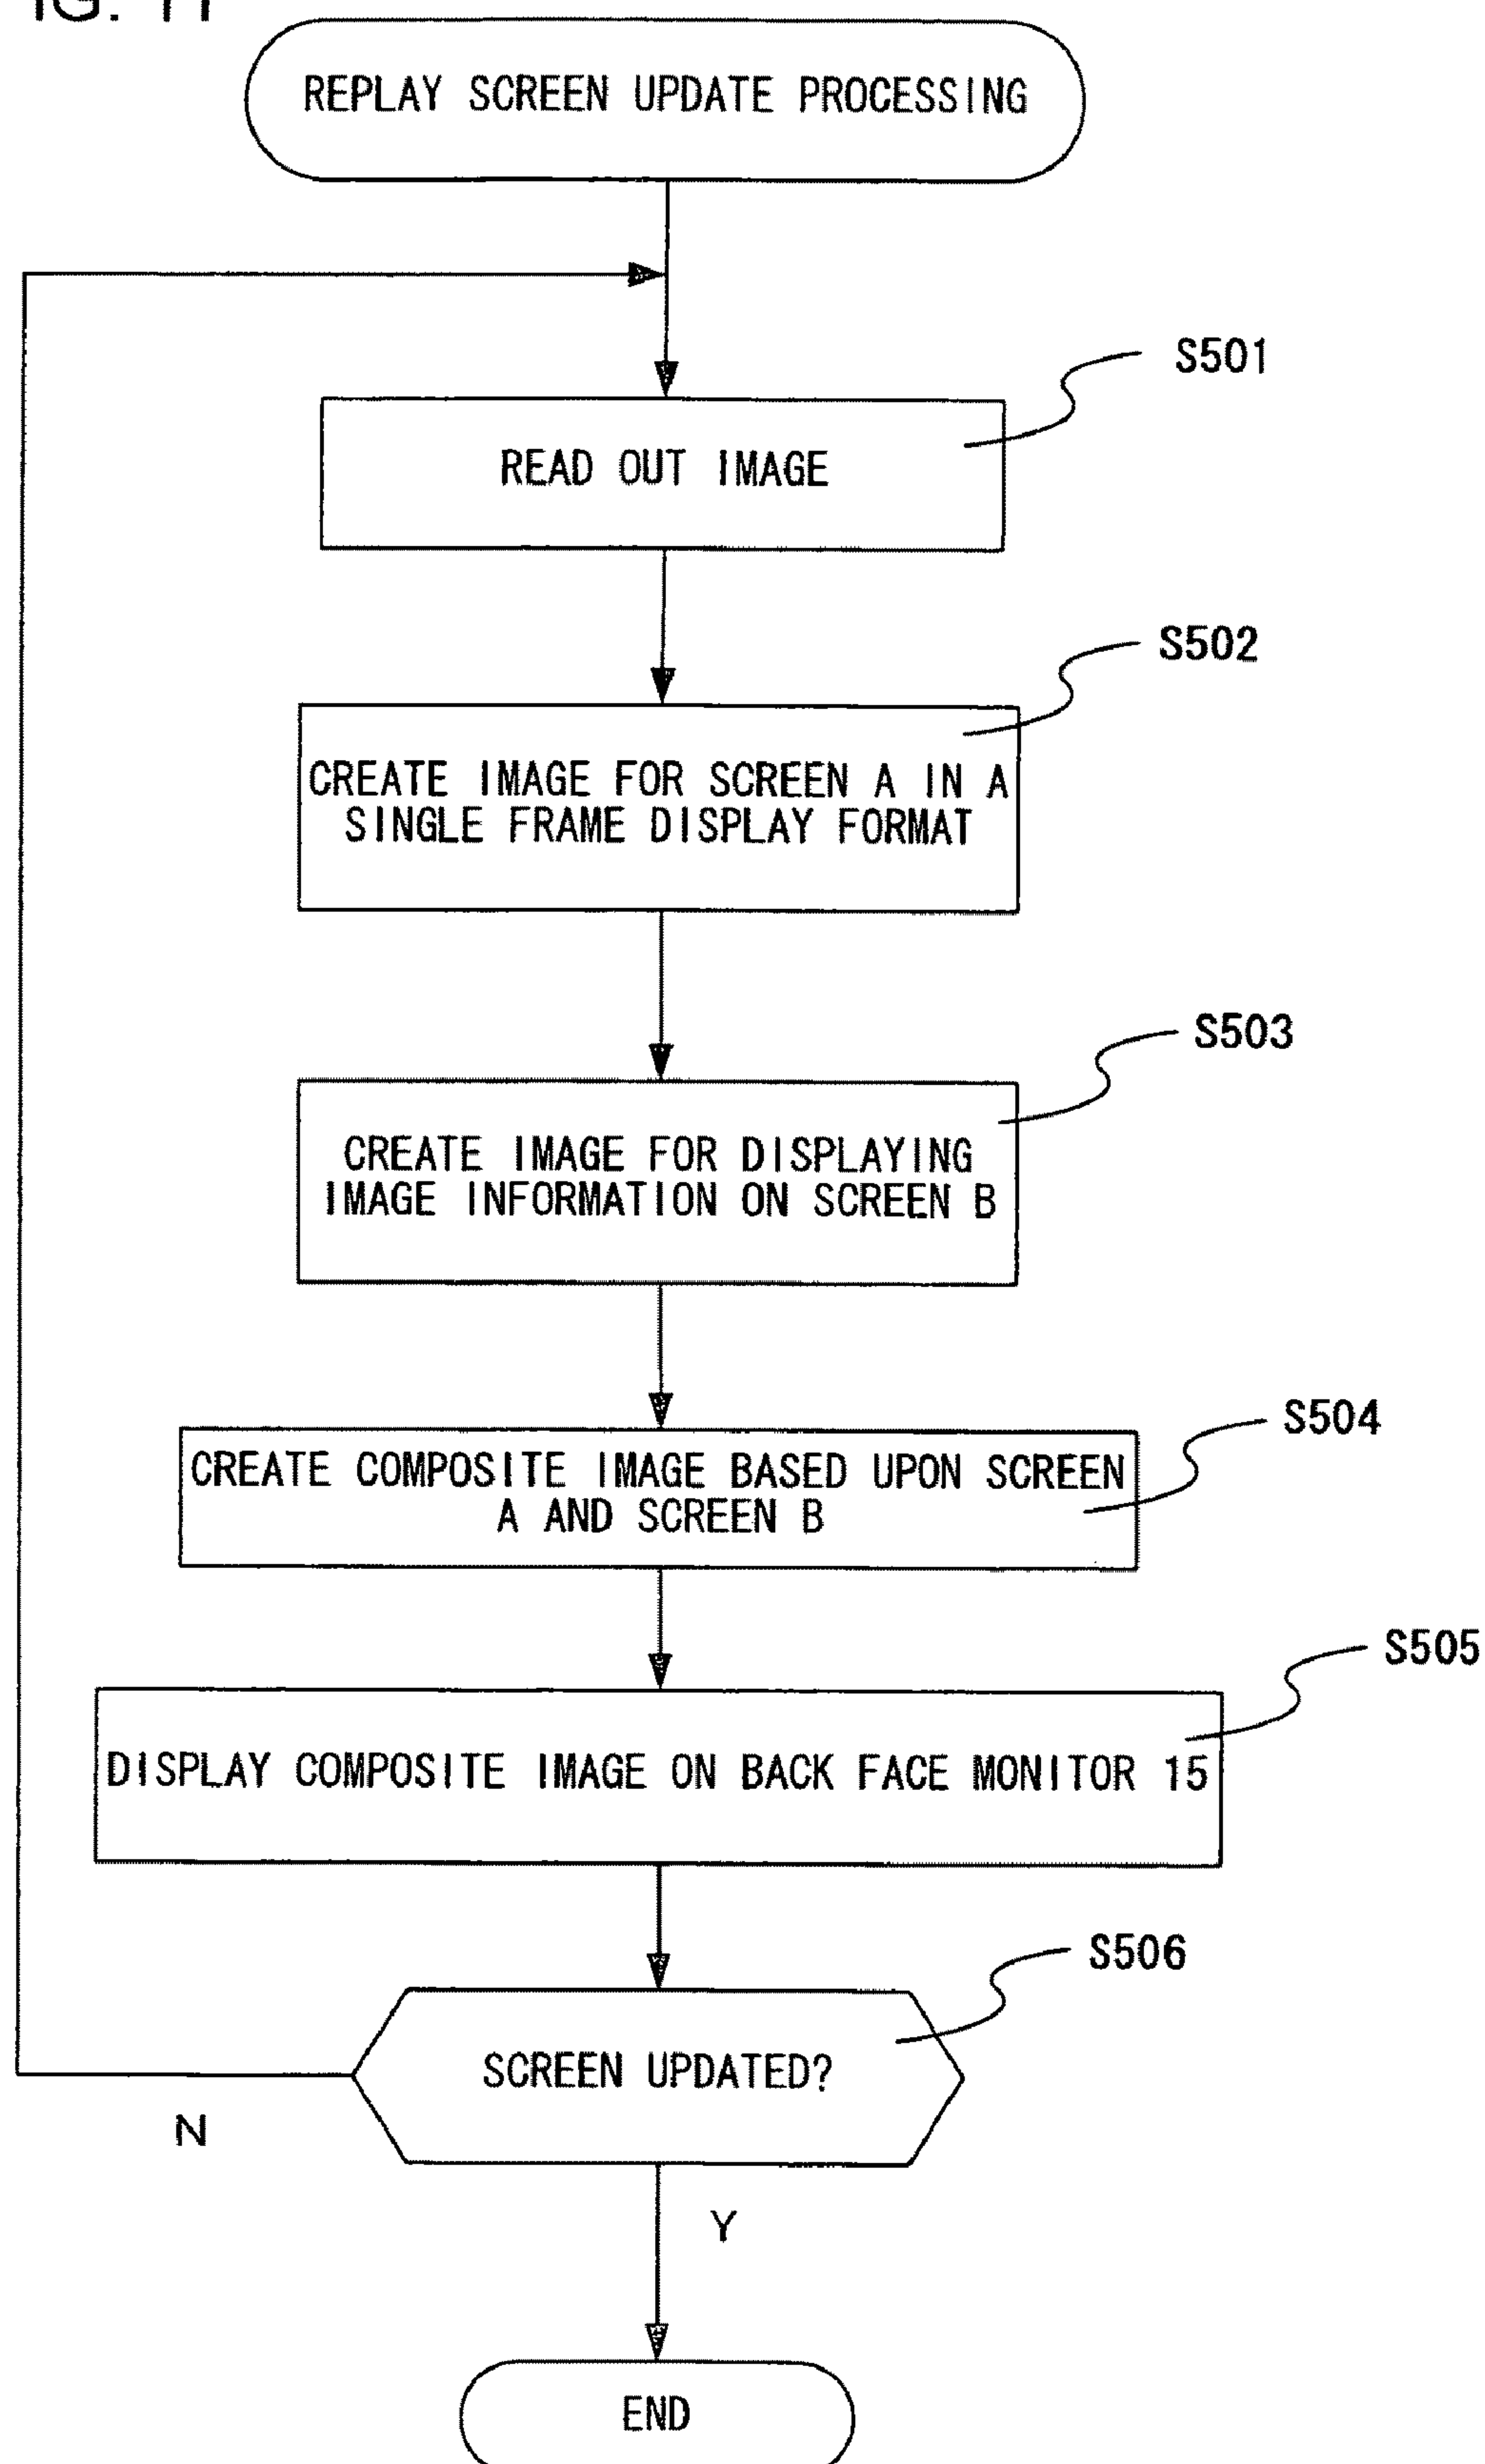 REPLAY SCREEN UPDATE PROCESSING
S501
READ OUT IMAGE
S502
CREATE IMAGE FOR SCREEN A IN A
SINGLE FRAME DISPLAY FORMAT
S503
CREATE IMAGE FOR DISPLAYING
IMAGE INFORMATION ON SCREEN B
S504
CREATE COMPOSITE IMAGE BASED UPON SCREEN
A AND SCREEN B
S505
DISPLAY COMPOSITE IMAGE ON BACK FACE MONITOR 15
S506
SCREEN UPDATED?
N
Y
END